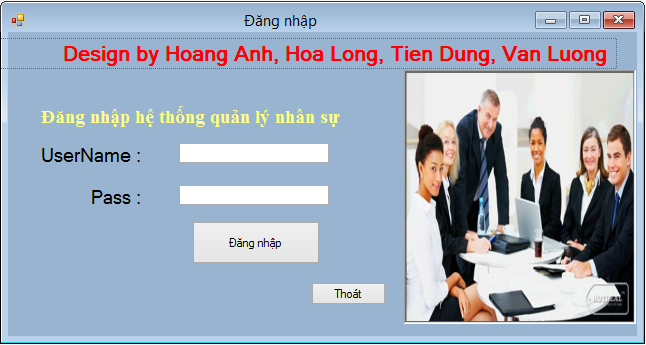 Đăng nhập
Design by Hoang Anh, Hoa Long, Tien Dung, Van Luong
Đăng nhập hệ thống quản lý nhân sự
UserName :
Pass :
Đăng nhập
Thoát